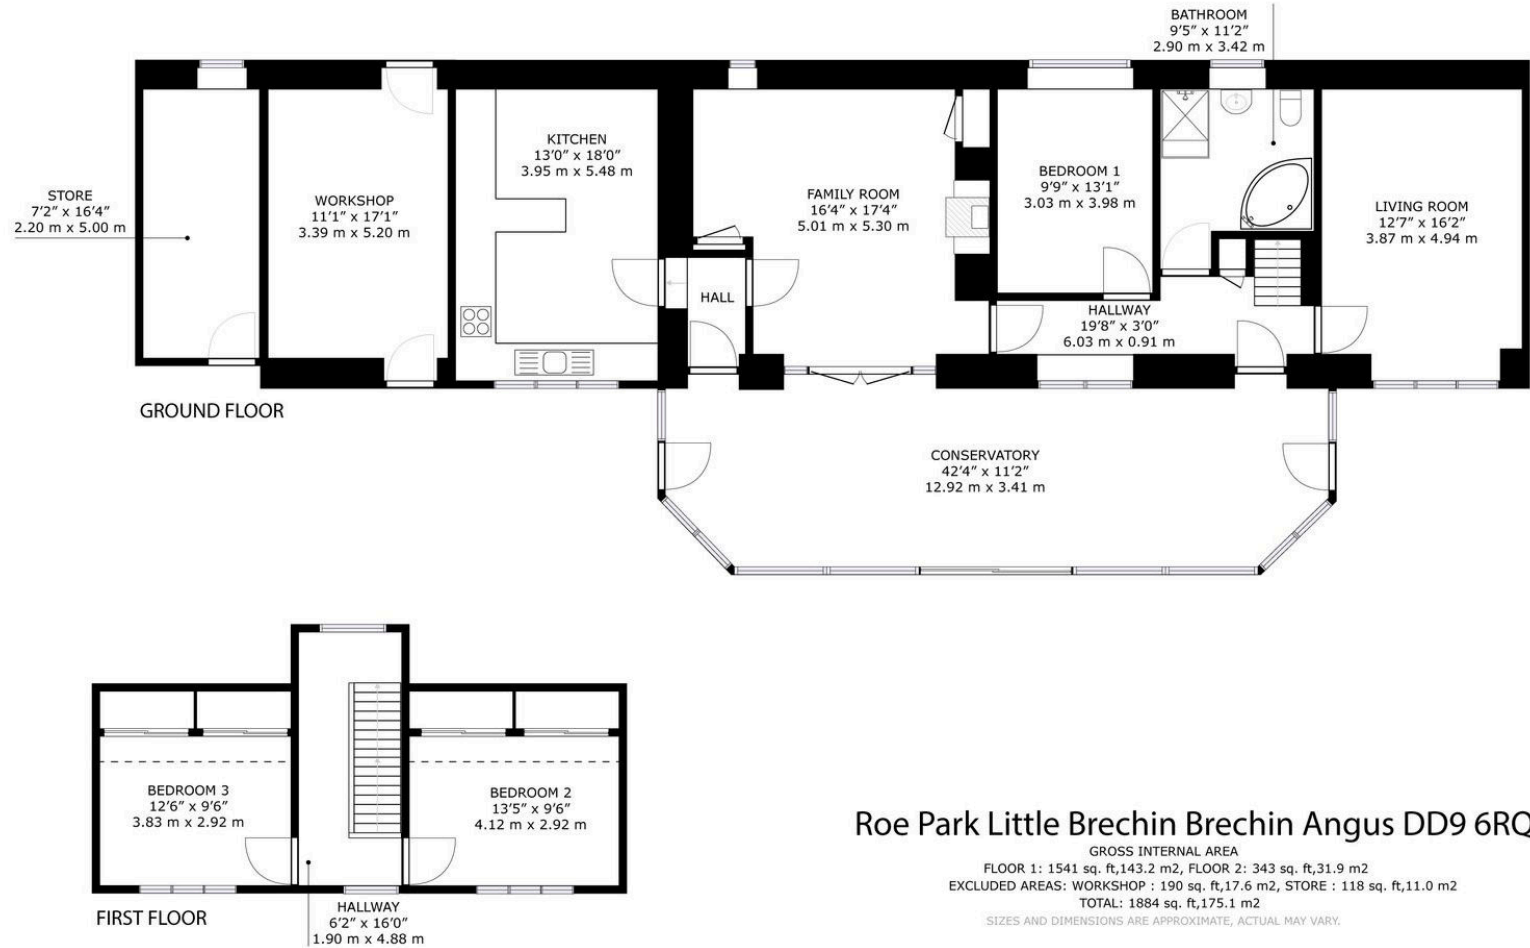 BATHROOM
9’5” x 11’2”
2.90 m x 3.42 m
KITCHEN
13’0” x 18’0”
3.95 m x 5.48 m
STORE
7’2” x 16’4”
2.20 m x 5.00 m
WORKSHOP
11’1” x 17’1”
3.39 m x 5.20 m
FAMILY ROOM
16’4” x 17’4”
5.01 m x 5.30 m
BEDROOM 1
9’9” x 13’1”
3.03 m x 3.98 m
LIVING ROOM
12’7” x 16’2”
3.87 m x 4.94 m
HALL
HALLWAY
19’8” x 3’0”
6.03 m x 0.91 m
GROUND FLOOR
CONSERVATORY
42’4” x 11’2”
12.92 m x 3.41 m
BEDROOM 3
12’6” x 9’6”
3.83 m x 2.92 m
BEDROOM 2
13’5” x 9’6”
4.12 m x 2.92 m
FIRST FLOOR
HALLWAY
6’2” x 16’0”
1.90 m x 4.88 m
Roe Park Little Brechin Brechin Angus DD9 6RQ
GROSS INTERNAL AREA
FLOOR 1: 1541 sq. ft,143.2 m2, FLOOR 2: 343 sq. ft,31.9 m2
EXCLUDED AREAS: WORKSHOP : 190 sq. ft,17.6 m2, STORE : 118 sq. ft,11.0 m2
TOTAL: 1884 sq. ft,175.1 m2
SIZES AND DIMENSIONS ARE APPROXIMATE, ACTUAL MAY VARY.